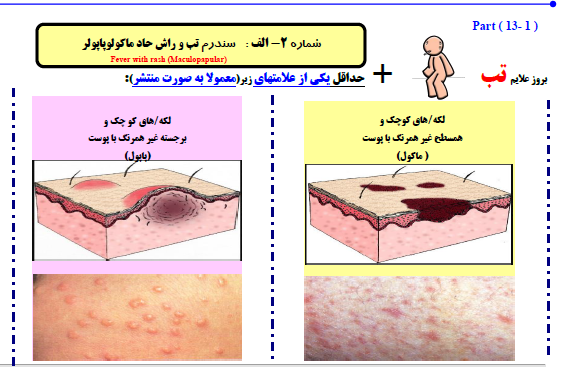 Part ( 13- 1 )
شماره ۲– الف : سندرم تب و راش حاد ماکولوپاپولر
Fever with rash (Maculopapular)
بروز علایم تب + حداقل یکی از علامتهای زیر(معمولا به صورت منتشر):
لکه/های کوچک و
همسطح غیر همرنگ با پوست
( ماکول)
لکه/های کوچک و
برجسته غیر همرنگ با پوست
(پاپول)